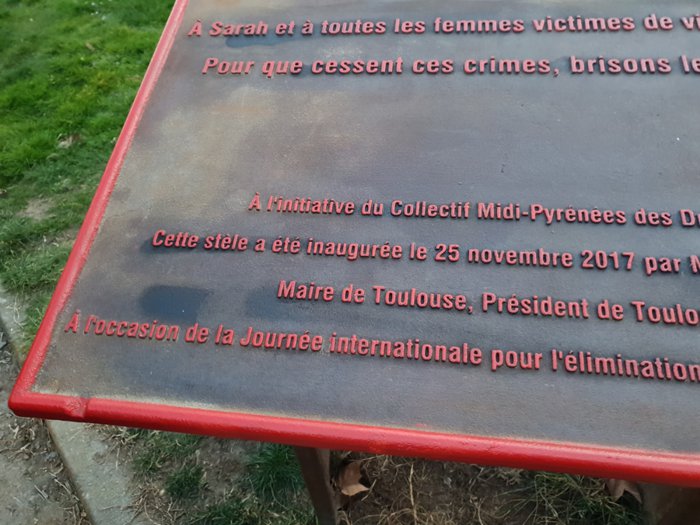 À Sarah et à toutes les femmes victimes de
Pour que cessent ces crimes, brisons
À l'initiative du Collectif Midi-Pyrénées des
Cette stèle a été inaugurée le 25 novembre 2017 par
Maire de Toulouse, Président de
À l'occasion de la Journée internationale pour l'élimination